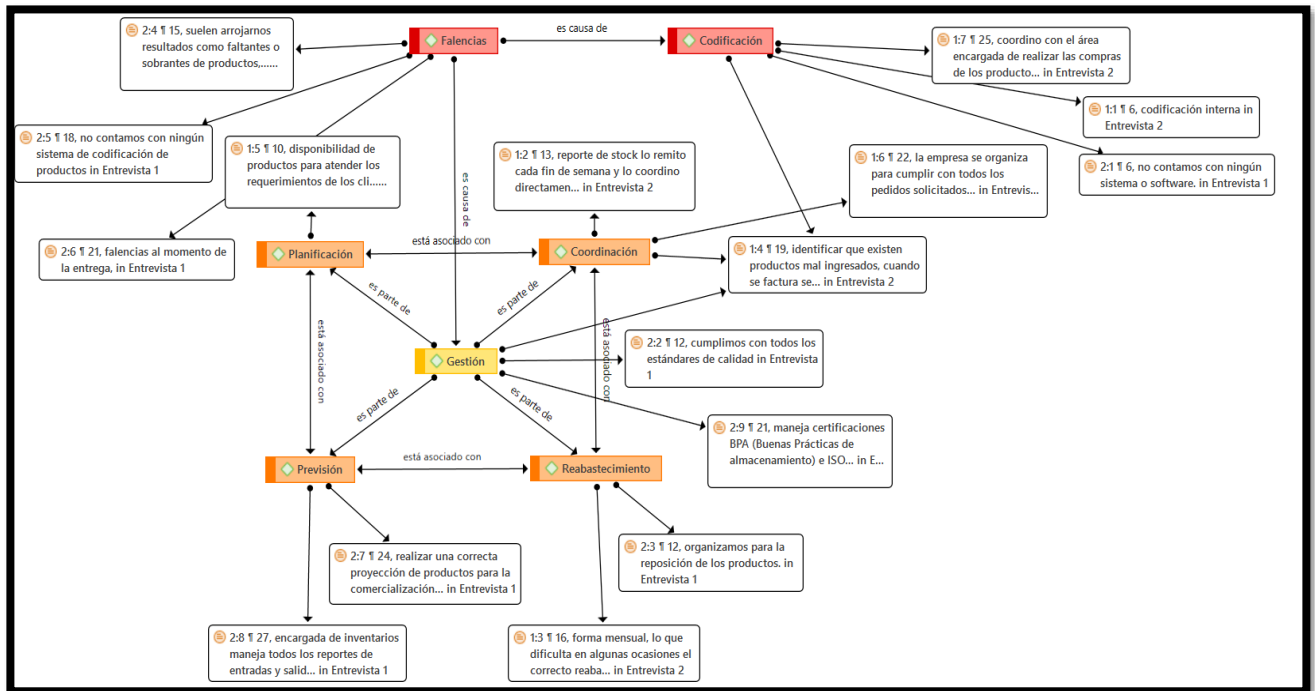 es causa de
Falencias
Codificación
2:4 ¶ 15, suelen arrojarnos
resultados como faltantes o
sobrantes de productos,......
1:7 ¶ 25, coordino con el área
encargada de realizar las compras
de los producto... in Entrevista 2
1:1 ¶ 6, codificación interna in
Entrevista 2
2:5 ¶ 18, no contamos con ningún
sistema de codificación de
productos in Entrevista 1
1:5 ¶ 10, disponibilidad de
productos para atender los
requerimientos de los cli......
in Entrevista 2
1:2 ¶ 13, reporte de stock lo remito
cada fin de semana y lo coordino
directamen... in Entrevista 2
1:6 ¶ 22, la empresa se organiza
para cumplir con todos los
pedidos solicitados... in Entrevis...
2:1 ¶ 6, no contamos con ningún
sistema o software. in Entrevista 1
es causa de
2:6 ¶ 21, falencias al momento de
la entrega, in Entrevista 1
Planificación
está asociado con
Coordinación
1:4 ¶ 19, identificar que existen
productos mal ingresados, cuando
se factura se... in Entrevista 2
es parte de
es parte de
está asociado con
está asociado con
Gestión
2:2 ¶ 12, cumplimos con todos los
estándares de calidad in Entrevista
1
es parte de
es parte de
2:9 ¶ 21, maneja certificaciones
BPA (Buenas Prácticas de
almacenamiento) e ISO... in E...
Previsión
está asociado con
Reabastecimiento
2:7 ¶ 24, realizar una correcta
proyección de productos para la
comercialización... in Entrevista 1
2:3 ¶ 12, organizamos para la
reposición de los productos. in
Entrevista 1
2:8 ¶ 27, encargada de inventarios
maneja todos los reportes de
entradas y salid... in Entrevista 1
1:3 ¶ 16, forma mensual, lo que
dificulta en algunas ocasiones el
correcto reaba... in Entrevista 2